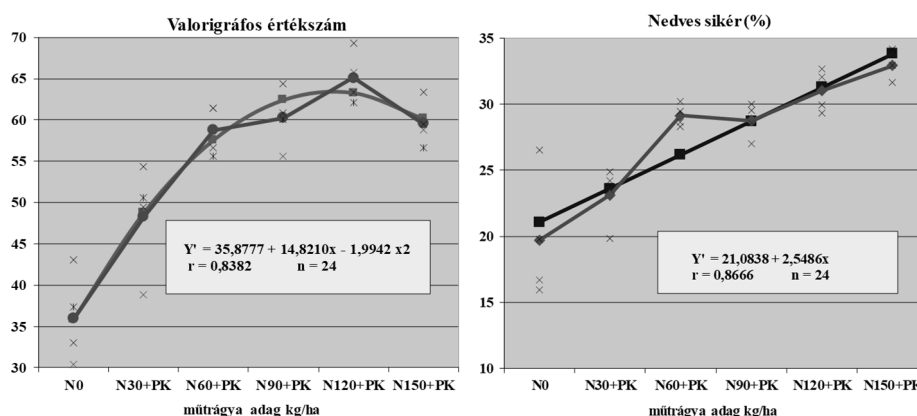 Valorigráfos értékszám
70
65
60
55
50
45
40
35
30
Y' = 35,8777 + 14,8210x - 1,9942 x2
r = 0,8382 n = 24
N0 N30+PK N60+PK N90+PK N120+PK N150+PK
műtrágya adag kg/ha
Nedves sikér (%)
35
30
25
20
15
10
Y' = 21,0838 + 2,5486x
r = 0,8666 n = 24
N0 N30+PK N60+PK N90+PK N120+PK N150+PK
műtrágya adag kg/ha